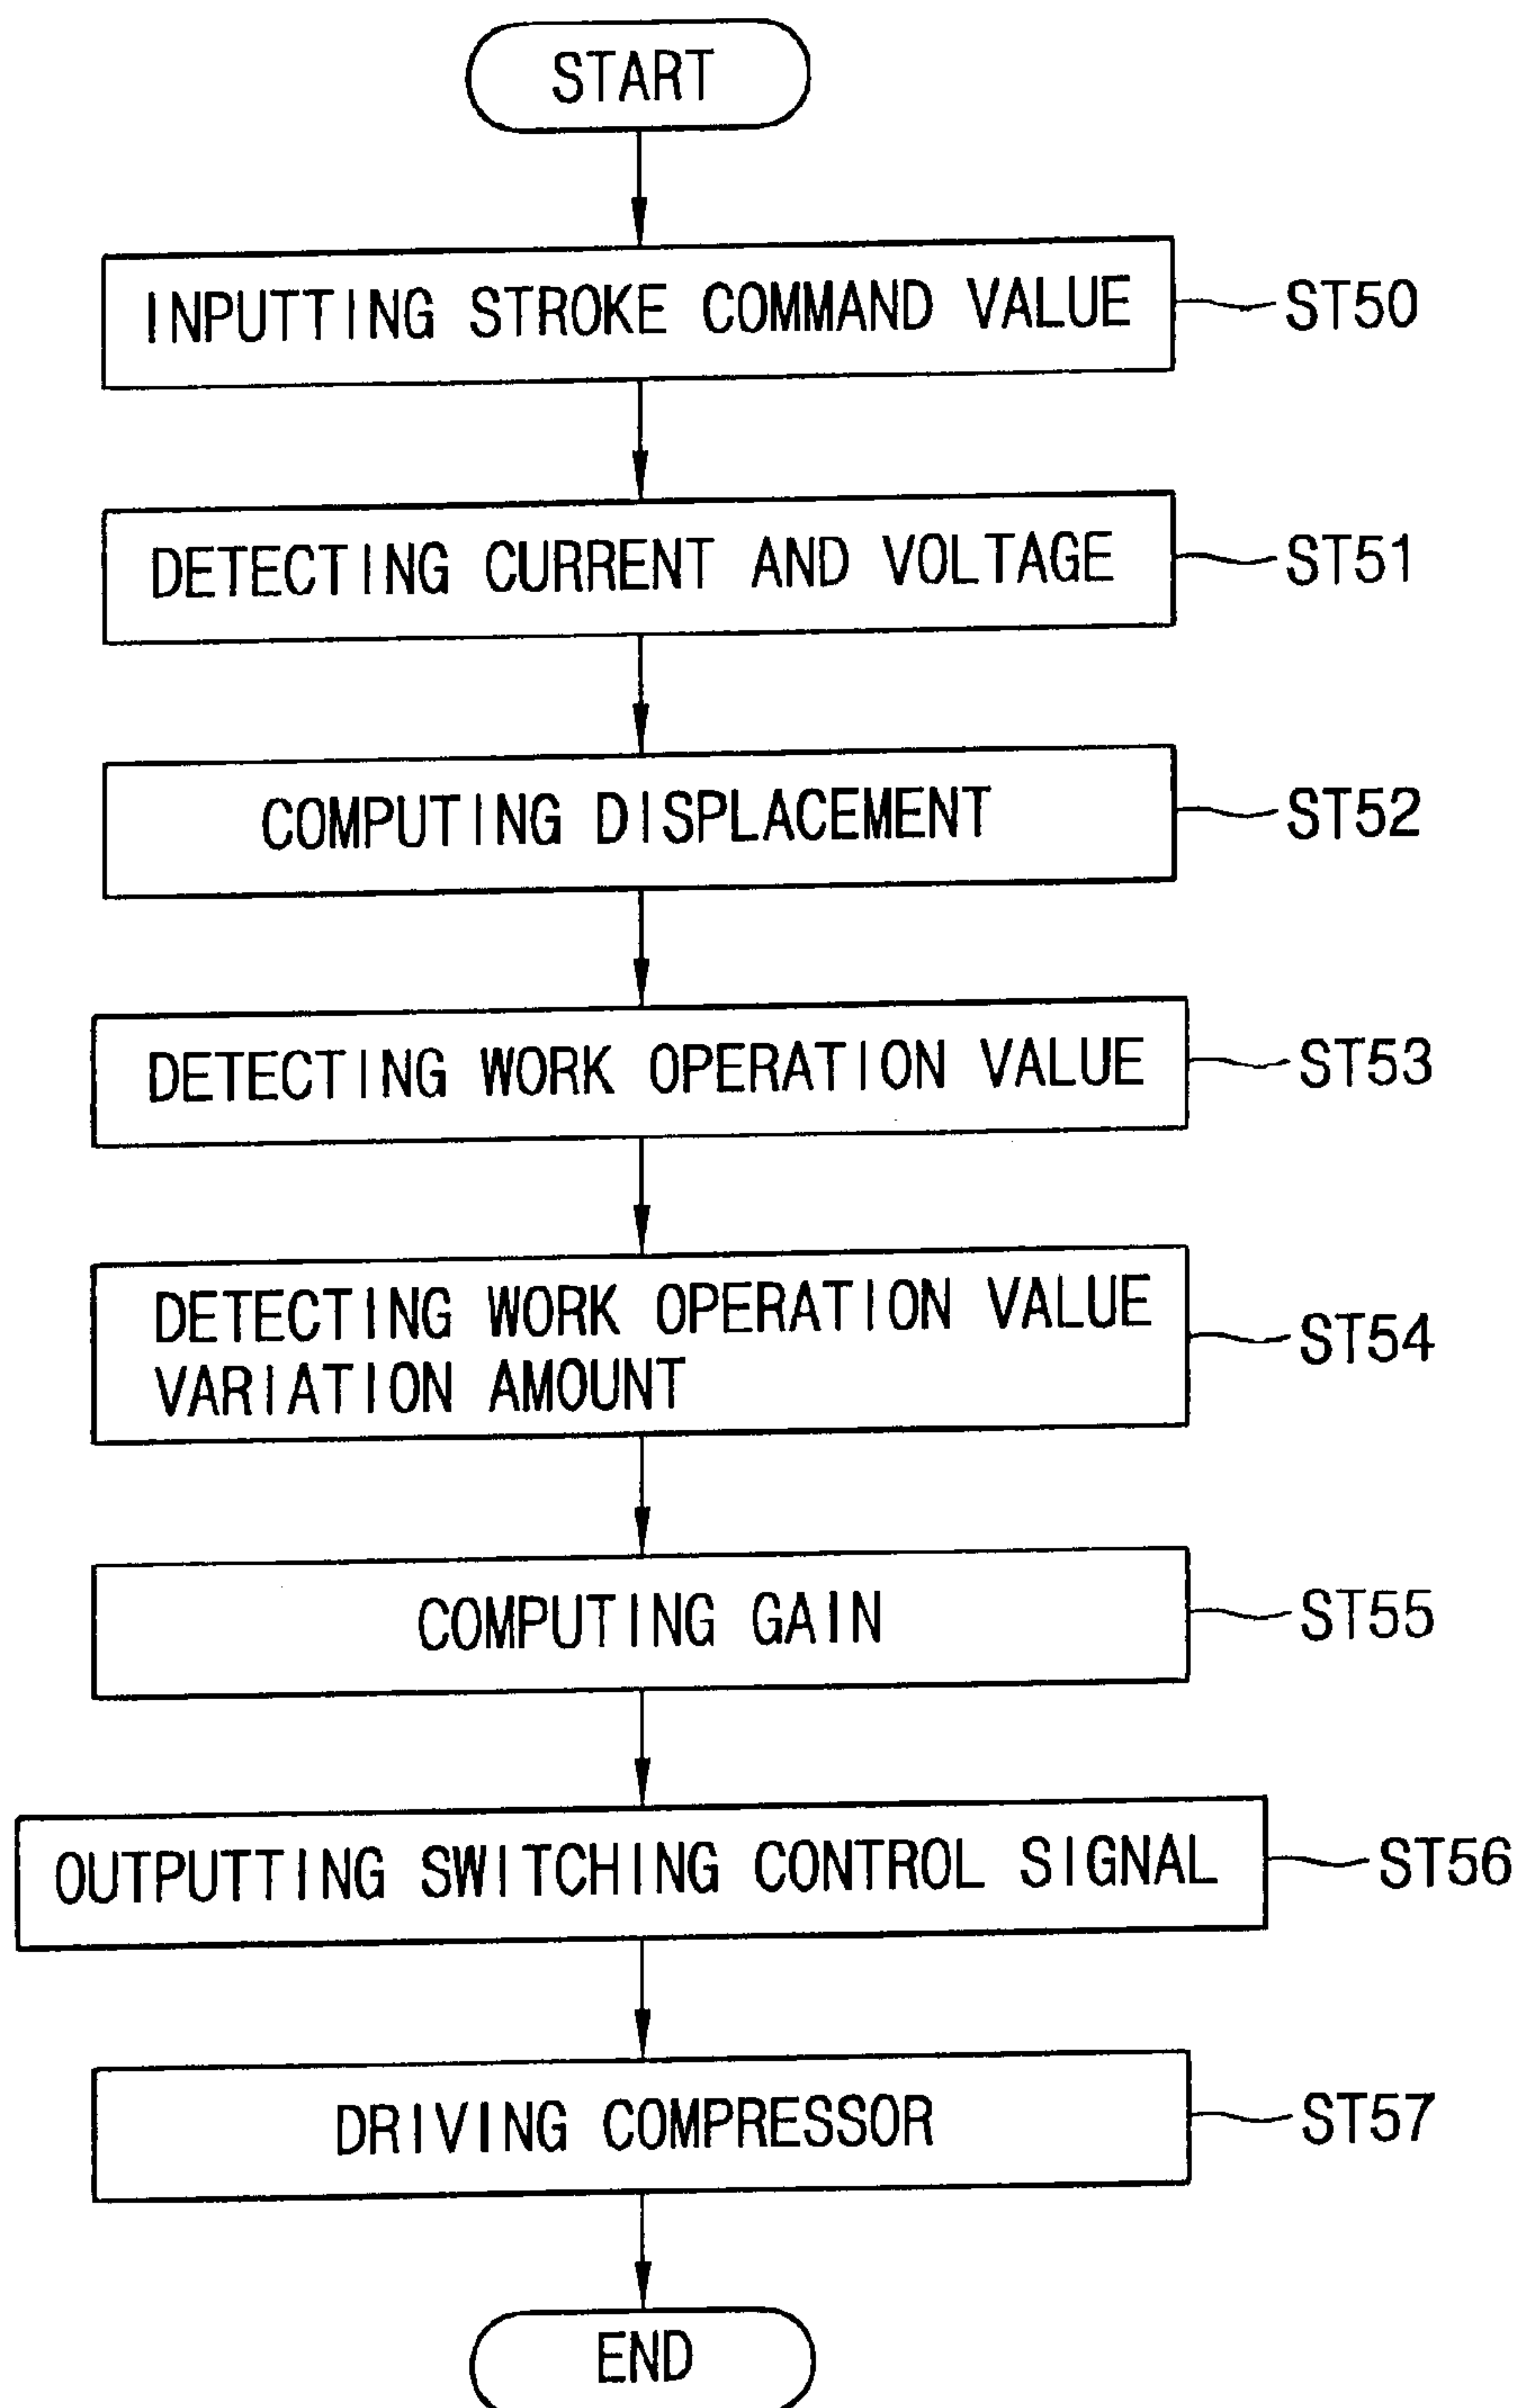 START
INPUTTING STROKE COMMAND VALUE ST50
DETECTING CURRENT AND VOLTAGE ST51
COMPUTING DISPLACEMENT ST52
DETECTING WORK OPERATION VALUE ST53
DETECTING WORK OPERATION VALUE
VARIATION AMOUNT ST54
COMPUTING GAIN ST55
OUTPUTTING SWITCHING CONTROL SIGNAL ST56
DRIVING COMPRESSOR ST57
END